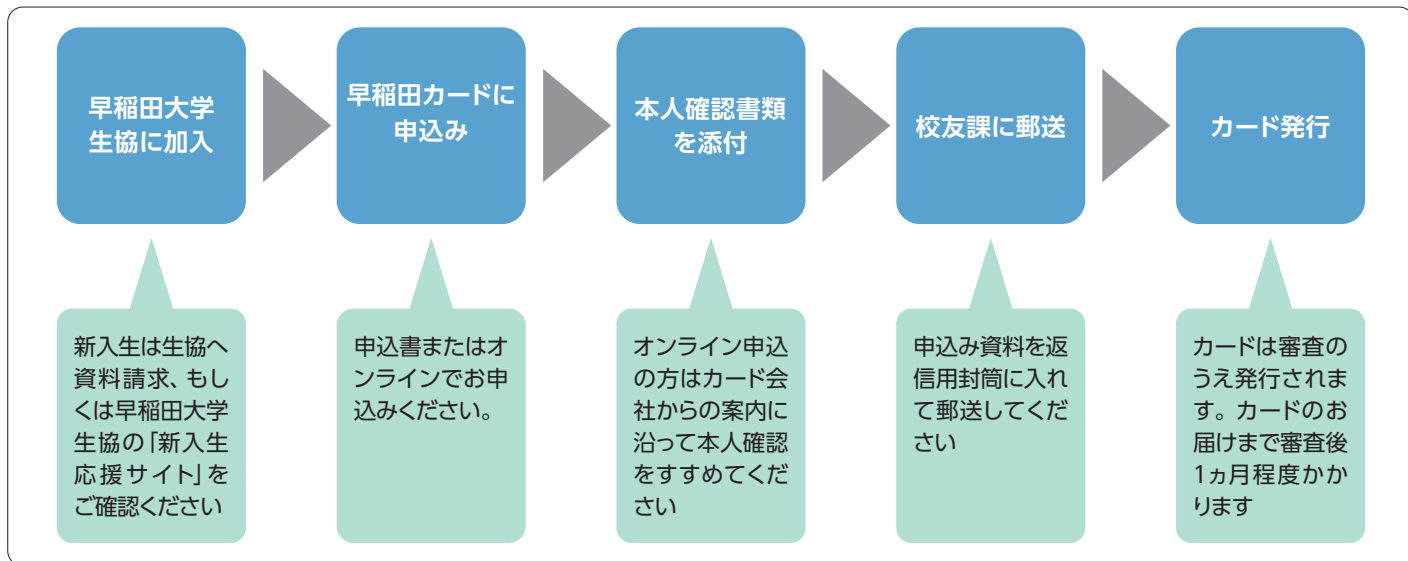 早稲田大学
生協に加入
早稲田カードに
申込み
本人確認書類
を添付
校友課に郵送
カード発行
新入生は生協へ
資料請求、もし
くは早稲田大学
生協の「新入生
応援サイト」を
ご確認ください
申込書またはオ
ンラインでお申
込みください。
オンライン申込
の方はカード会
社からの案内に
沿って本人確認
をすすめてくだ
さい
申込み資料を返
信用封筒に入れ
て郵送してくだ
さい
カードは審査の
うえ発行されま
す。カードのお
届けまで審査後
1ヵ月程度かか
ります